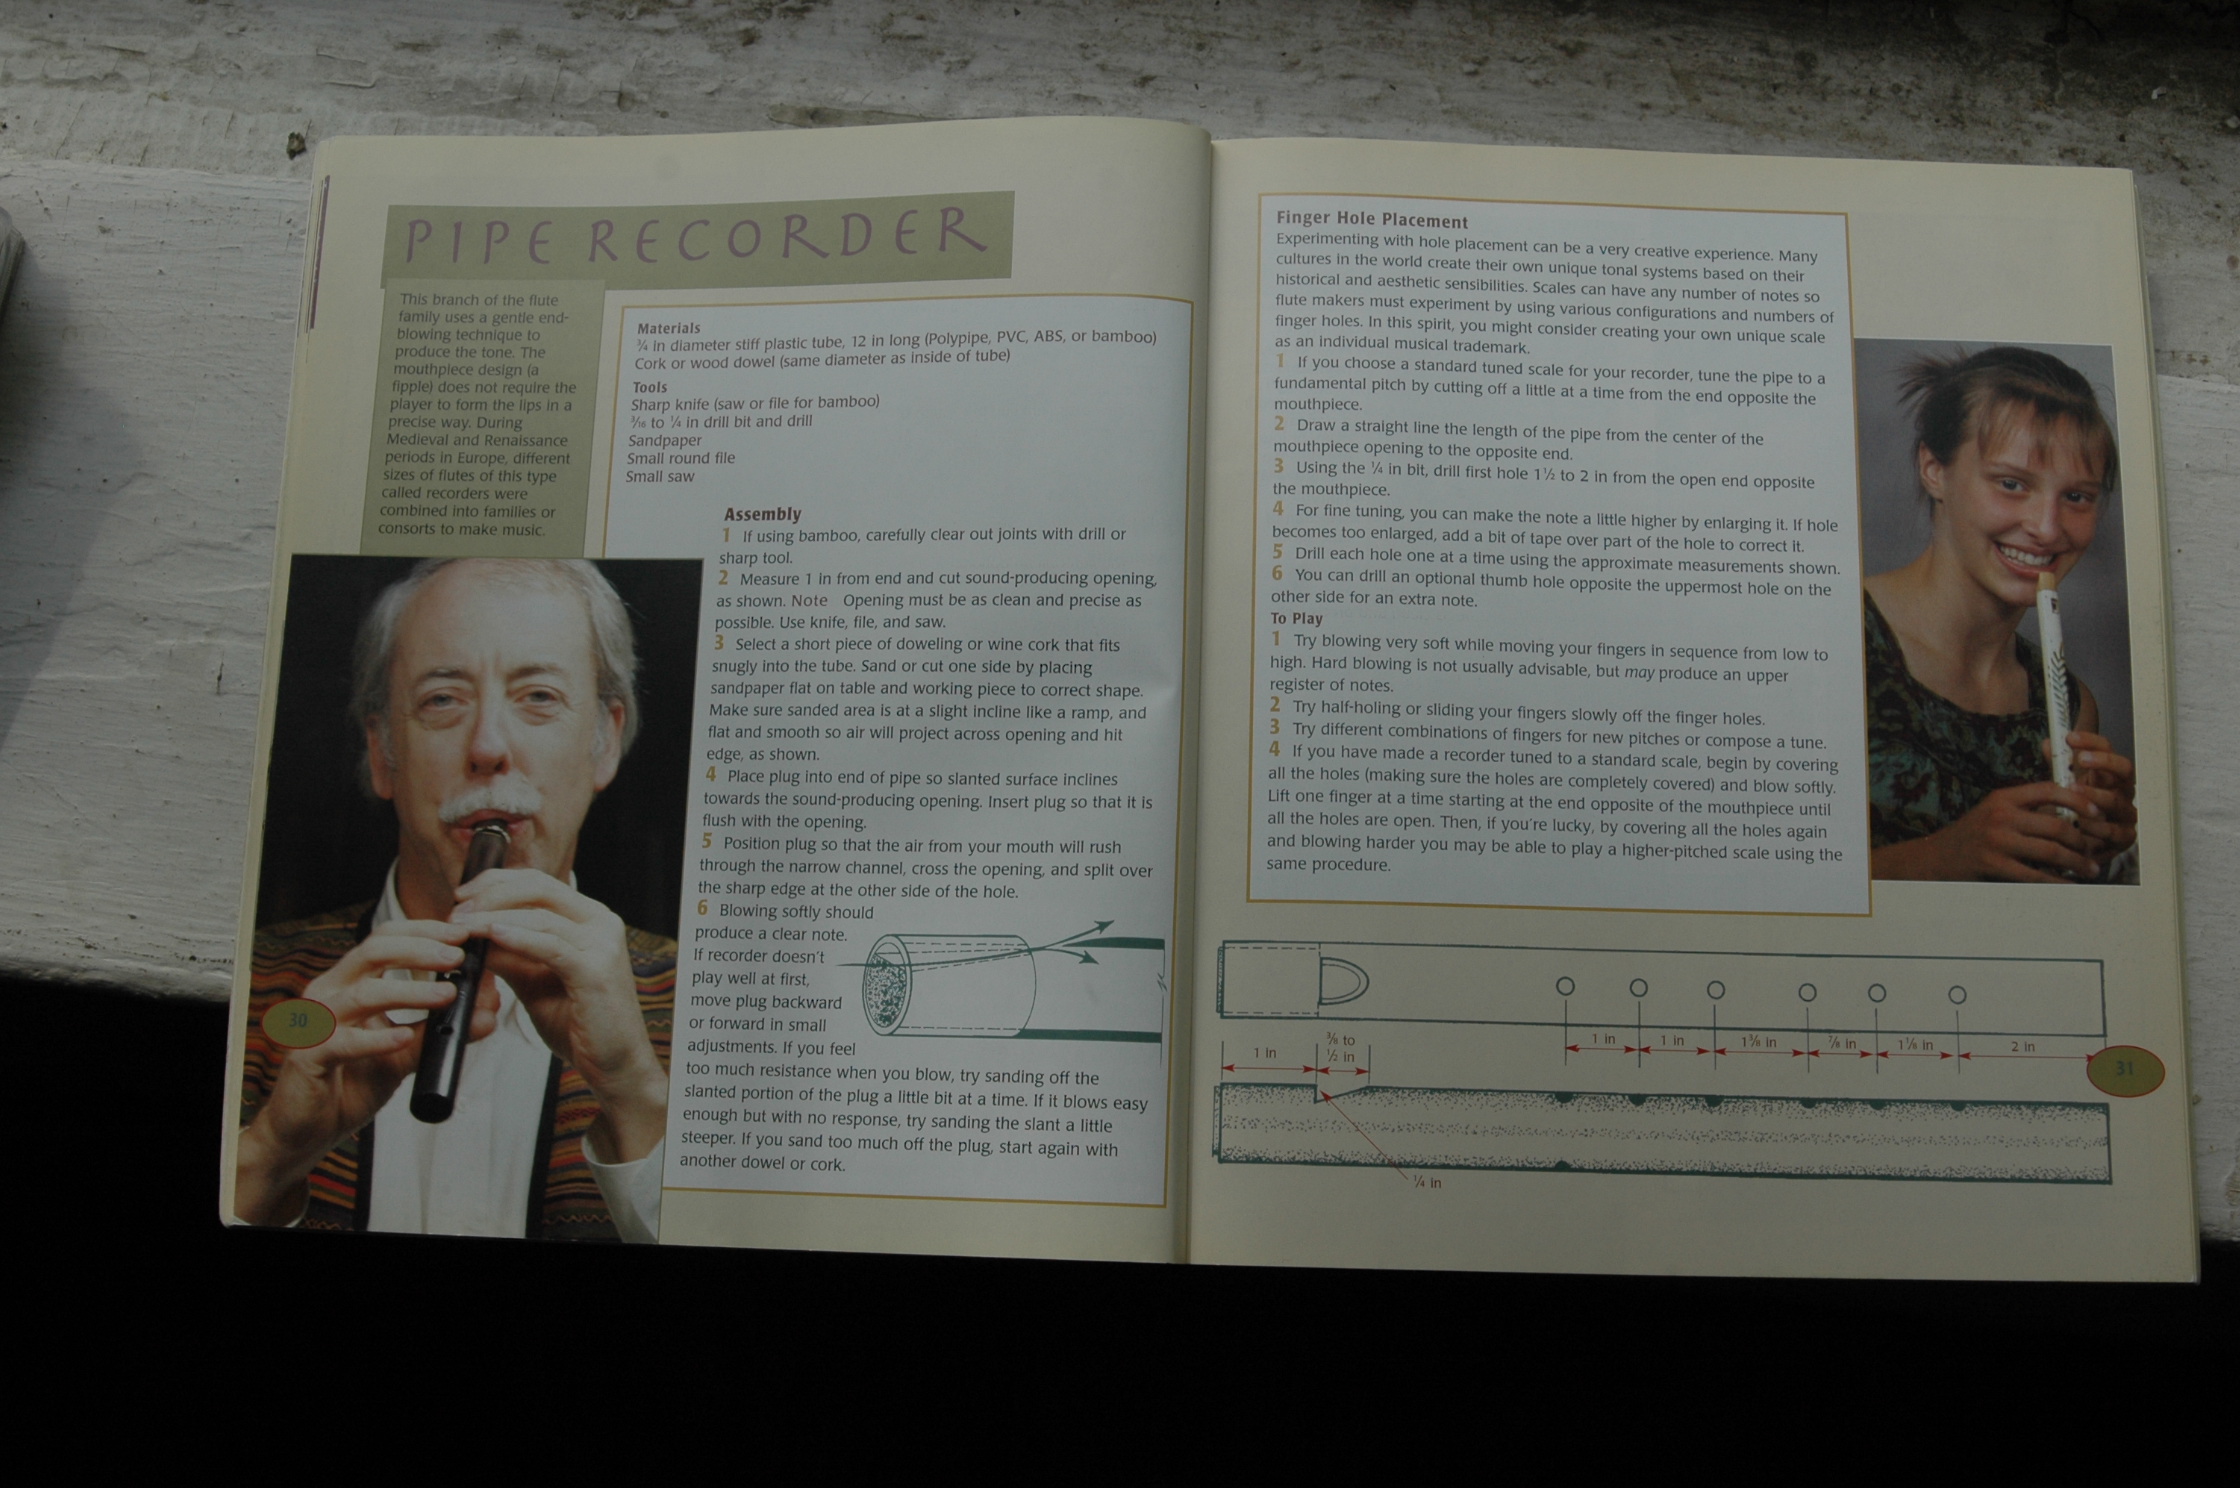 PIPE RECORDER
This branch of the flute
family uses a gentle end-
blowing technique to
produce the tone. The
mouthpiece design (a
fipple) does not require the
player to form the lips in a
precise way. During
Medieval and Renaissance
periods in Europe, different
sizes of flutes of this type
called recorders were
combined into families or
consorts to make music.
Materials
¾ in diameter stiff plastic tube, 12 in long (Polypipe, PVC, ABS, or bamboo)
Cork or wood dowel (same diameter as inside of tube)
Tools
Sharp knife (saw or file for bamboo)
3⁄16 to ¼ in drill bit and drill
Sandpaper
Small round file
Small saw
Assembly
1 If using bamboo, carefully clear out joints with drill or
sharp tool.
2 Measure 1 in from end and cut sound-producing opening,
as shown. Note Opening must be as clean and precise as
possible. Use knife, file, and saw.
3 Select a short piece of doweling or wine cork that fits
snugly into the tube. Sand or cut one side by placing
sandpaper flat on table and working piece to correct shape.
Make sure sanded area is at a slight incline like a ramp, and
flat and smooth so air will project across opening and hit
edge, as shown.
4 Place plug into end of pipe so slanted surface inclines
towards the sound-producing opening. Insert plug so that it is
flush with the opening.
5 Position plug so that the air from your mouth will rush
through the narrow channel, cross the opening, and split over
the sharp edge at the other side of the hole.
6 Blowing softly should
produce a clear note.
If recorder doesn't
play well at first,
move plug backward
or forward in small
adjustments. If you feel
too much resistance when you blow, try sanding off the
slanted portion of the plug a little bit at a time. If it blows easy
enough but with no response, try sanding the slant a little
steeper. If you sand too much off the plug, start again with
another dowel or cork.
30
Finger Hole Placement
Experimenting with hole placement can be a very creative experience. Many
cultures in the world create their own unique tonal systems based on their
historical and aesthetic sensibilities. Scales can have any number of notes so
flute makers must experiment by using various configurations and numbers of
finger holes. In this spirit, you might consider creating your own unique scale
as an individual musical trademark.
1 If you choose a standard tuned scale for your recorder, tune the pipe to a
fundamental pitch by cutting off a little at a time from the end opposite the
mouthpiece.
2 Draw a straight line the length of the pipe from the center of the
mouthpiece opening to the opposite end.
3 Using the ¼ in bit, drill first hole 1½ to 2 in from the open end opposite
the mouthpiece.
4 For fine tuning, you can make the note a little higher by enlarging it. If hole
becomes too enlarged, add a bit of tape over part of the hole to correct it.
5 Drill each hole one at a time using the approximate measurements shown.
6 You can drill an optional thumb hole opposite the uppermost hole on the
other side for an extra note.
To Play
1 Try blowing very soft while moving your fingers in sequence from low to
high. Hard blowing is not usually advisable, but may produce an upper
register of notes.
2 Try half-holing or sliding your fingers slowly off the finger holes.
3 Try different combinations of fingers for new pitches or compose a tune.
4 If you have made a recorder tuned to a standard scale, begin by covering
all the holes (making sure the holes are completely covered) and blow softly.
Lift one finger at a time starting at the end opposite of the mouthpiece until
all the holes are open. Then, if you're lucky, by covering all the holes again
and blowing harder you may be able to play a higher-pitched scale using the
same procedure.
1 in
⅜ to
½ in
1 in
1 in
1⅜ in
⅞ in
1⅛ in
2 in
¼ in
31